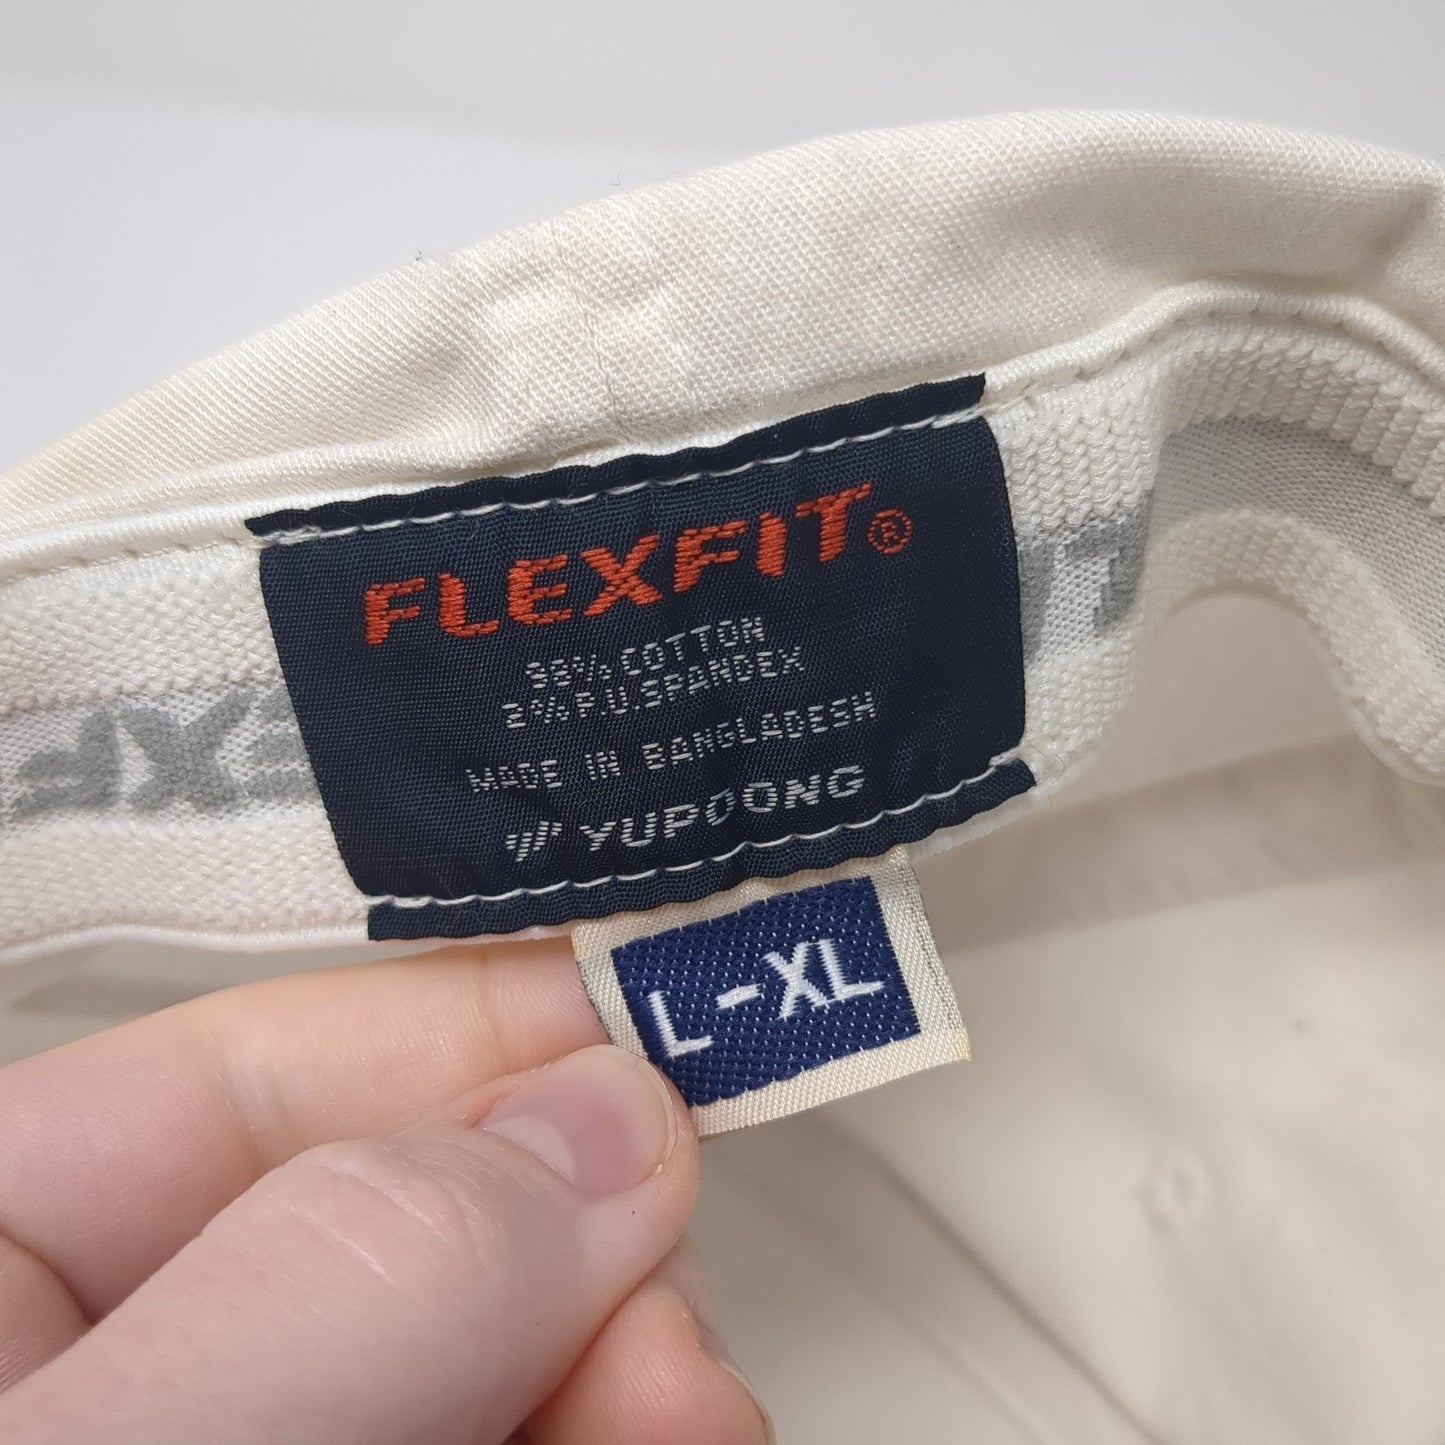 FLEXFIT®
98% COTTON
2% P.U.SPANDEX
MADE IN BANGLADESH
YUPOONG
L-XL